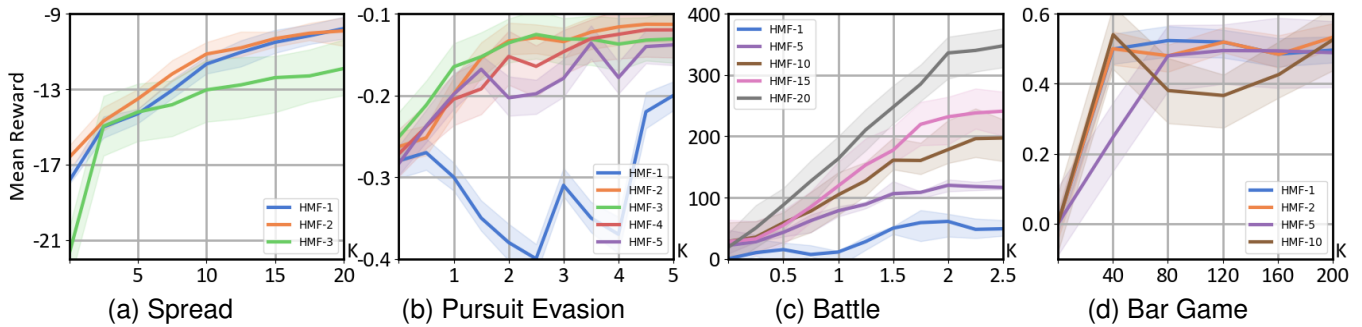 Mean Reward
-9
-13
-17
-21
5
10
15
20
K
HMF-1
HMF-2
HMF-3
(a) Spread
-0.1
-0.2
-0.3
-0.4
1
2
3
4
5
K
HMF-1
HMF-2
HMF-3
HMF-4
HMF-5
(b) Pursuit Evasion
400
300
200
100
0
0.5
1
1.5
2
2.5
K
HMF-1
HMF-5
HMF-10
HMF-15
HMF-20
(c) Battle
0.6
0.4
0.2
0.0
40
80
120
160
200
K
HMF-1
HMF-2
HMF-5
HMF-10
(d) Bar Game